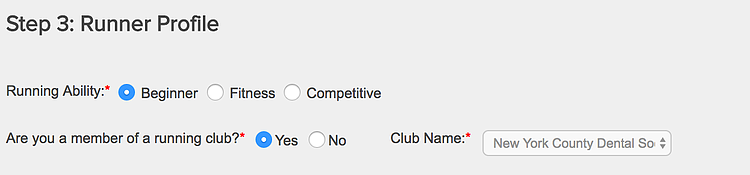 Step 3: Runner Profile
Running Ability:* Beginner Fitness Competitive
Are you a member of a running club?* Yes No Club Name:* New York County Dental So